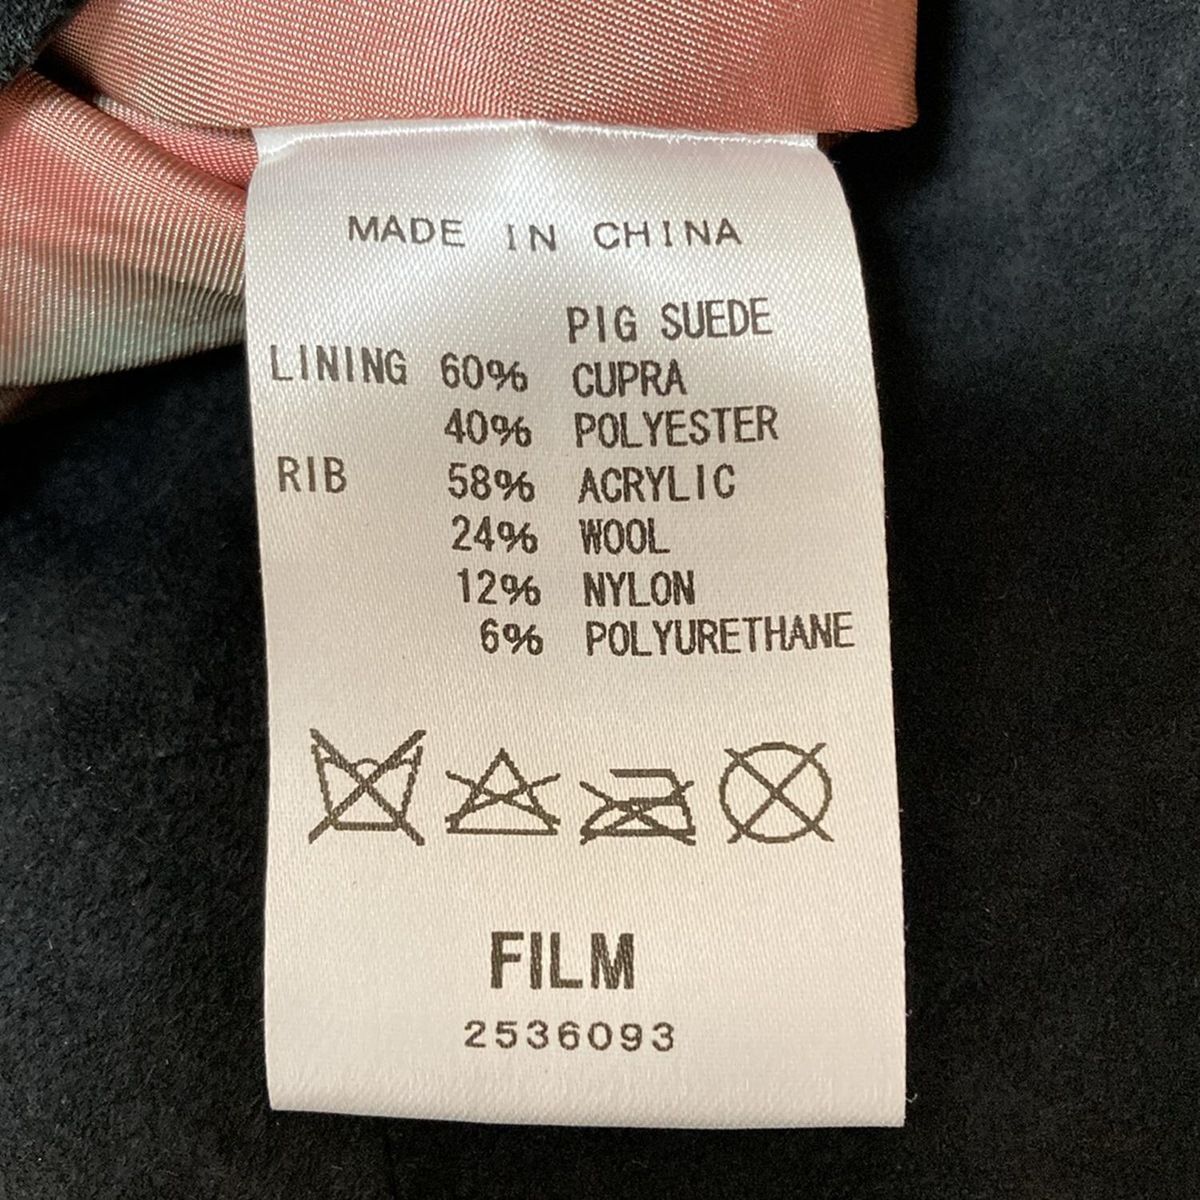 MADE IN CHINA
PIG SUEDE
LINING 60% CUPRA
40% POLYESTER
RIB 58% ACRYLIC
24% WOOL
12% NYLON
6% POLYURETHANE
FILM
2536093